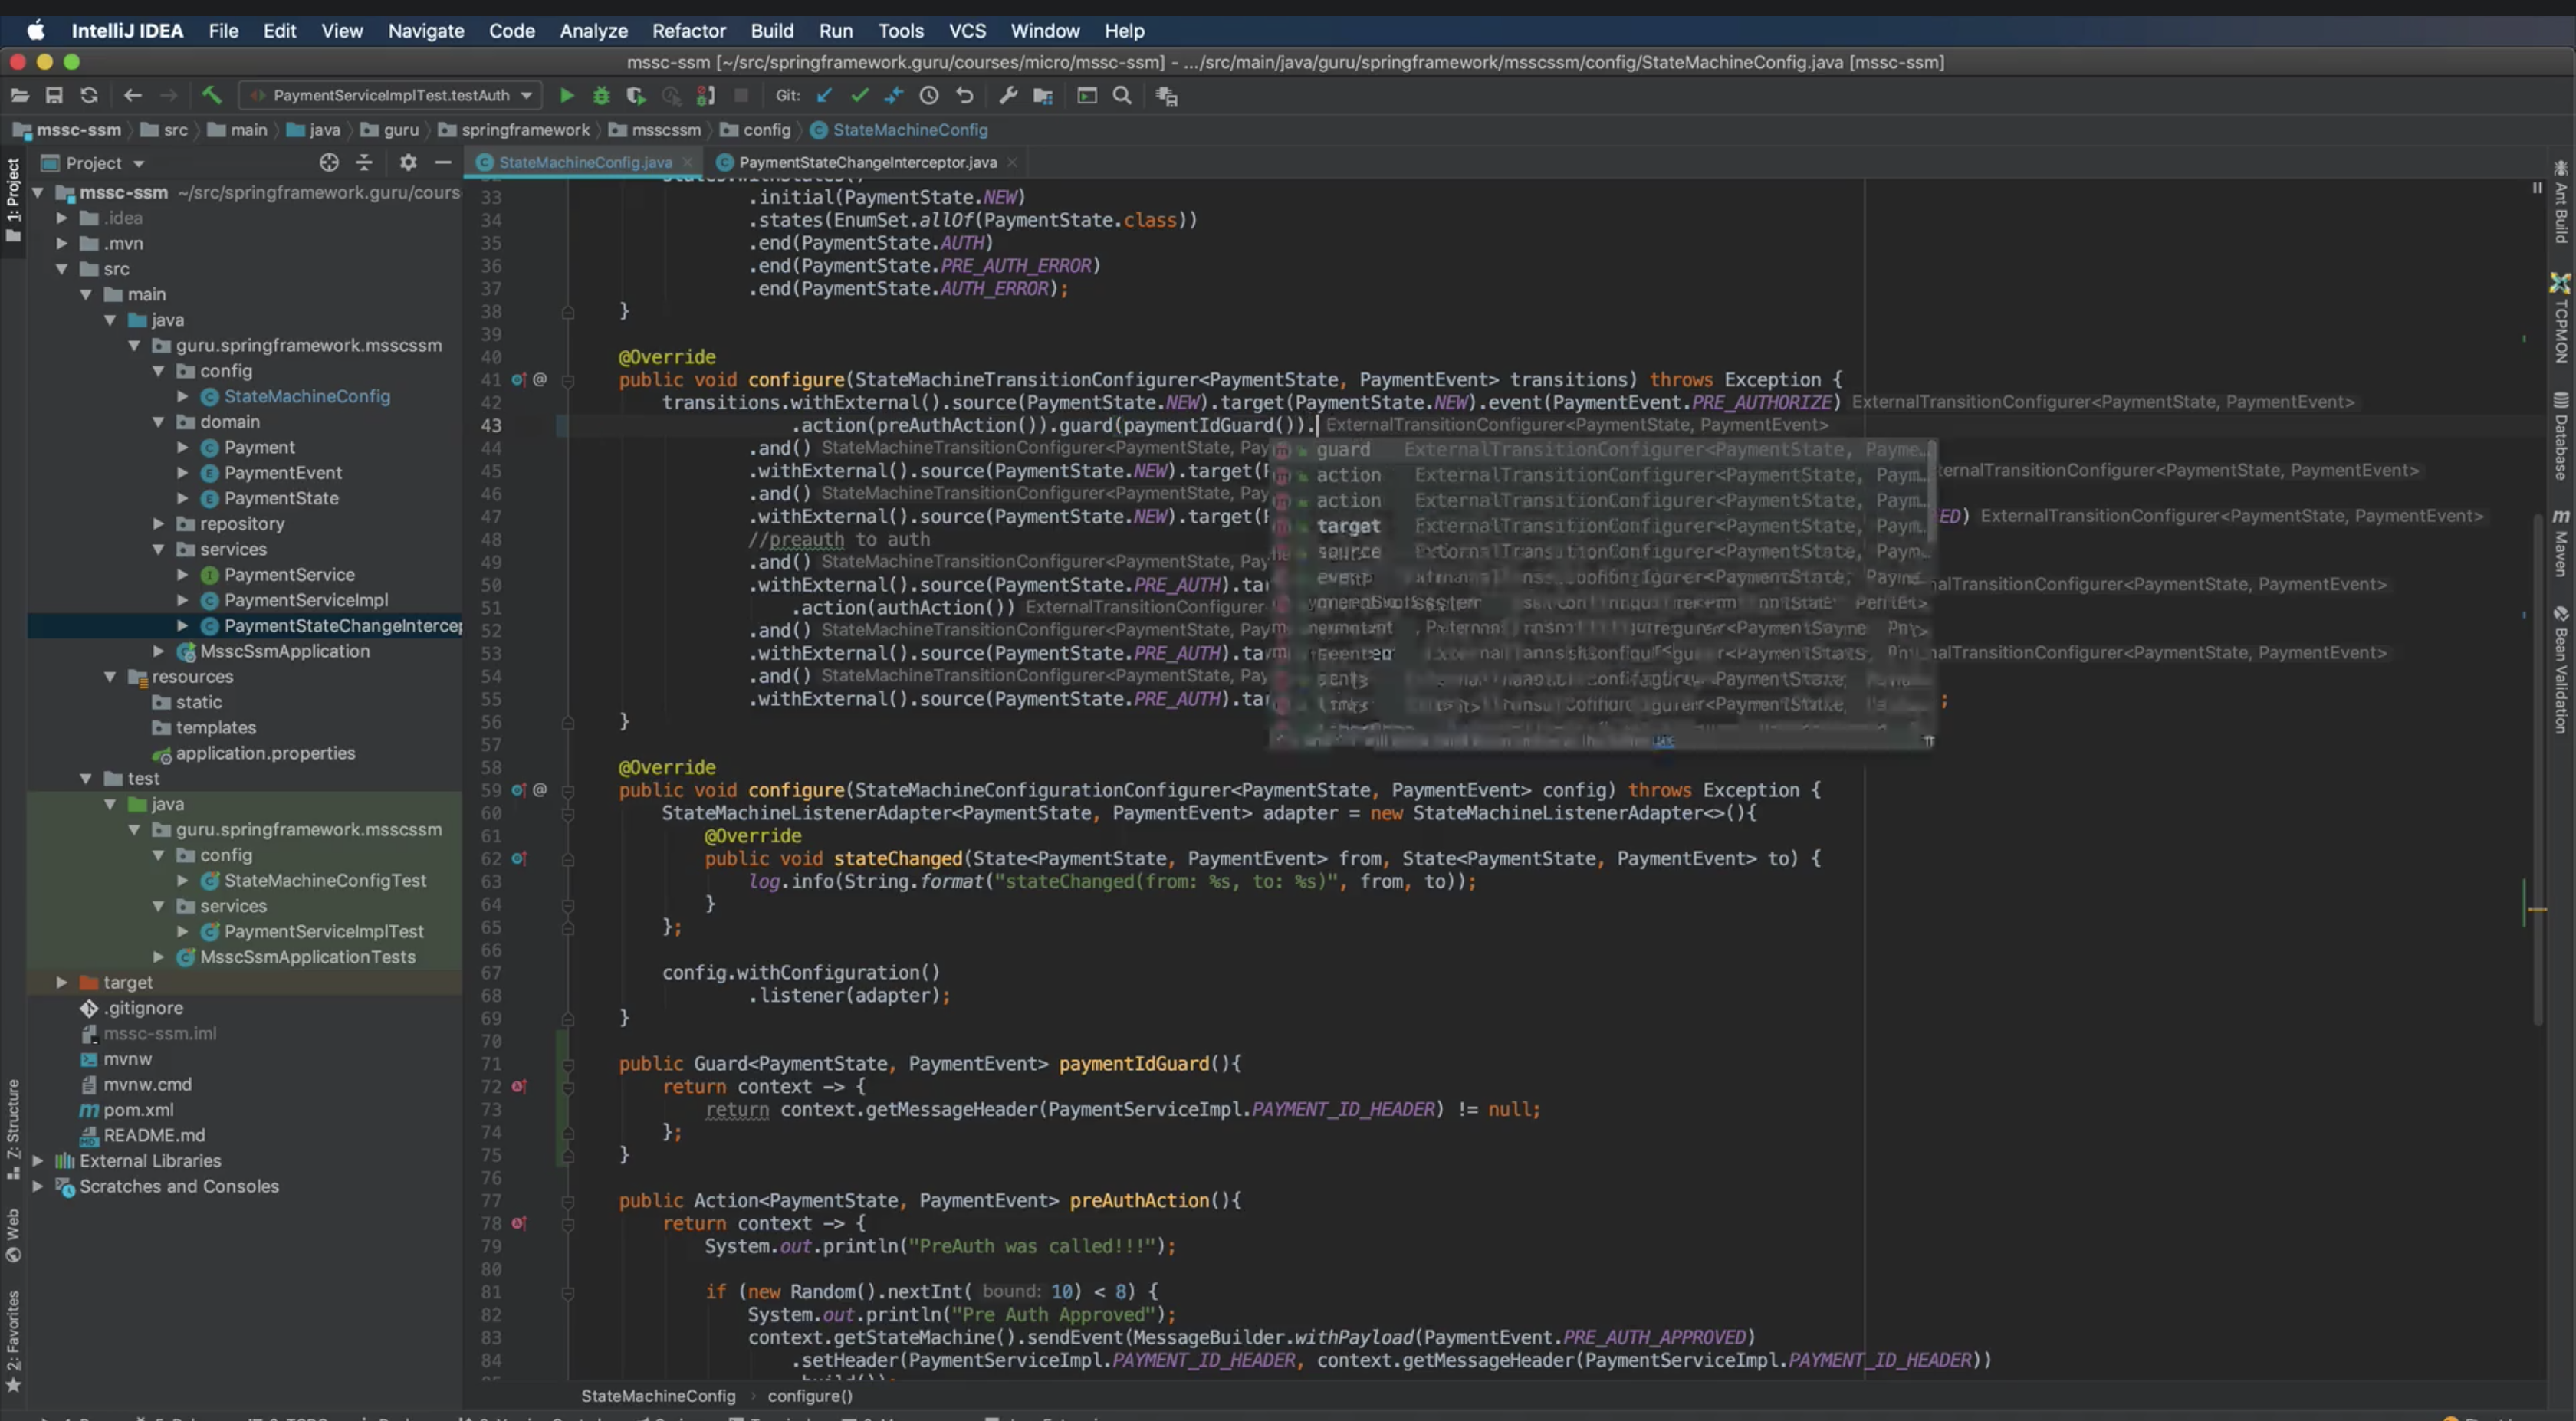 IntelliJ IDEA File Edit View Navigate Code Analyze Refactor Build Run Tools VCS Window Help
mssc-ssm [~/src/springframework.guru/courses/micro/mssc-ssm] - .../src/main/java/guru/springframework/msscssm/config/StateMachineConfig.java [mssc-ssm]
PaymentServiceImplTest.testAuth Git:
mssc-ssm src main java guru springframework msscssm config StateMachineConfig
Project
StateMachineConfig.java PaymentStateChangeInterceptor.java
1: Project
mssc-ssm ~/src/springframework.guru/cours
.idea
.mvn
src
main
java
guru.springframework.msscssm
config
StateMachineConfig
domain
Payment
PaymentEvent
PaymentState
repository
services
PaymentService
PaymentServiceImpl
PaymentStateChangeIntercep
MsscSsmApplication
resources
static
templates
application.properties
test
java
guru.springframework.msscssm
config
StateMachineConfigTest
services
PaymentServiceImplTest
MsscSsmApplicationTests
target
.gitignore
mssc-ssm.iml
mvnw
mvnw.cmd
pom.xml
README.md
External Libraries
Scratches and Consoles
Z: Structure
Web
2: Favorites
33 .initial(PaymentState.NEW)
34 .states(EnumSet.allOf(PaymentState.class))
35 .end(PaymentState.AUTH)
36 .end(PaymentState.PRE_AUTH_ERROR)
37 .end(PaymentState.AUTH_ERROR);
38 }
39
40 @Override
41 @ public void configure(StateMachineTransitionConfigurer<PaymentState, PaymentEvent> transitions) throws Exception {
42 transitions.withExternal().source(PaymentState.NEW).target(PaymentState.NEW).event(PaymentEvent.PRE_AUTHORIZE) ExternalTransitionConfigurer<PaymentState, PaymentEvent>
43 .action(preAuthAction()).guard(paymentIdGuard()). ExternalTransitionConfigurer<PaymentState, PaymentEvent>
44 .and() StateMachineTransitionConfigurer<PaymentState, Pay
45 .withExternal().source(PaymentState.NEW).target(P ternalTransitionConfigurer<PaymentState, PaymentEvent>
46 .and() StateMachineTransitionConfigurer<PaymentState, Pay
47 .withExternal().source(PaymentState.NEW).target(P ED) ExternalTransitionConfigurer<PaymentState, PaymentEvent>
48 //preauth to auth
49 .and() StateMachineTransitionConfigurer<PaymentState, Pay
50 .withExternal().source(PaymentState.PRE_AUTH).ta nalTransitionConfigurer<PaymentState, PaymentEvent>
51 .action(authAction()) ExternalTransitionConfigurer
52 .and() StateMachineTransitionConfigurer<PaymentState, Pay
53 .withExternal().source(PaymentState.PRE_AUTH).ta nalTransitionConfigurer<PaymentState, PaymentEvent>
54 .and() StateMachineTransitionConfigurer<PaymentState, Pay
55 .withExternal().source(PaymentState.PRE_AUTH).ta ;
56 }
guard ExternalTransitionConfigurer<PaymentState, Payme…
action ExternalTransitionConfigurer<PaymentState, Paym…
action ExternalTransitionConfigurer<PaymentState, Paym…
target ExternalTransitionConfigurer<PaymentState, Paym…
source ExternalTransitionConfigurer<PaymentState, Paym…
57
58 @Override
59 @ public void configure(StateMachineConfigurationConfigurer<PaymentState, PaymentEvent> config) throws Exception {
60 StateMachineListenerAdapter<PaymentState, PaymentEvent> adapter = new StateMachineListenerAdapter<>(){
61 @Override
62 public void stateChanged(State<PaymentState, PaymentEvent> from, State<PaymentState, PaymentEvent> to) {
63 log.info(String.format("stateChanged(from: %s, to: %s)", from, to));
64 }
65 };
66
67 config.withConfiguration()
68 .listener(adapter);
69 }
70
71 public Guard<PaymentState, PaymentEvent> paymentIdGuard(){
72 return context -> {
73 return context.getMessageHeader(PaymentServiceImpl.PAYMENT_ID_HEADER) != null;
74 };
75 }
76
77 public Action<PaymentState, PaymentEvent> preAuthAction(){
78 return context -> {
79 System.out.println("PreAuth was called!!!");
80
81 if (new Random().nextInt( bound: 10) < 8) {
82 System.out.println("Pre Auth Approved");
83 context.getStateMachine().sendEvent(MessageBuilder.withPayload(PaymentEvent.PRE_AUTH_APPROVED)
84 .setHeader(PaymentServiceImpl.PAYMENT_ID_HEADER, context.getMessageHeader(PaymentServiceImpl.PAYMENT_ID_HEADER))
StateMachineConfig configure()
Ant Build
TCPMON
Database
Maven
Bean Validation